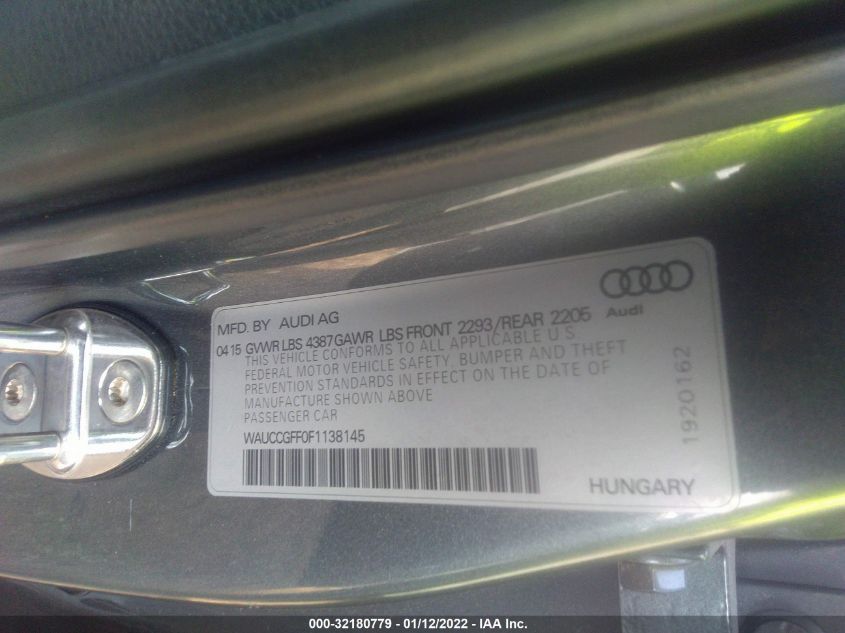 MFD. BY AUDI AG
0415 GVWR LBS 4387 GAWR LBS FRONT 2293/REAR 2205
THIS VEHICLE CONFORMS TO ALL APPLICABLE U S.
FEDERAL MOTOR VEHICLE SAFETY, BUMPER AND THEFT
PREVENTION STANDARDS IN EFFECT ON THE DATE OF
MANUFACTURE SHOWN ABOVE
PASSENGER CAR
WAUCCGFF0F1138145
Audi
1920162
HUNGARY
000-32180779 - 01/12/2022 - IAA Inc.